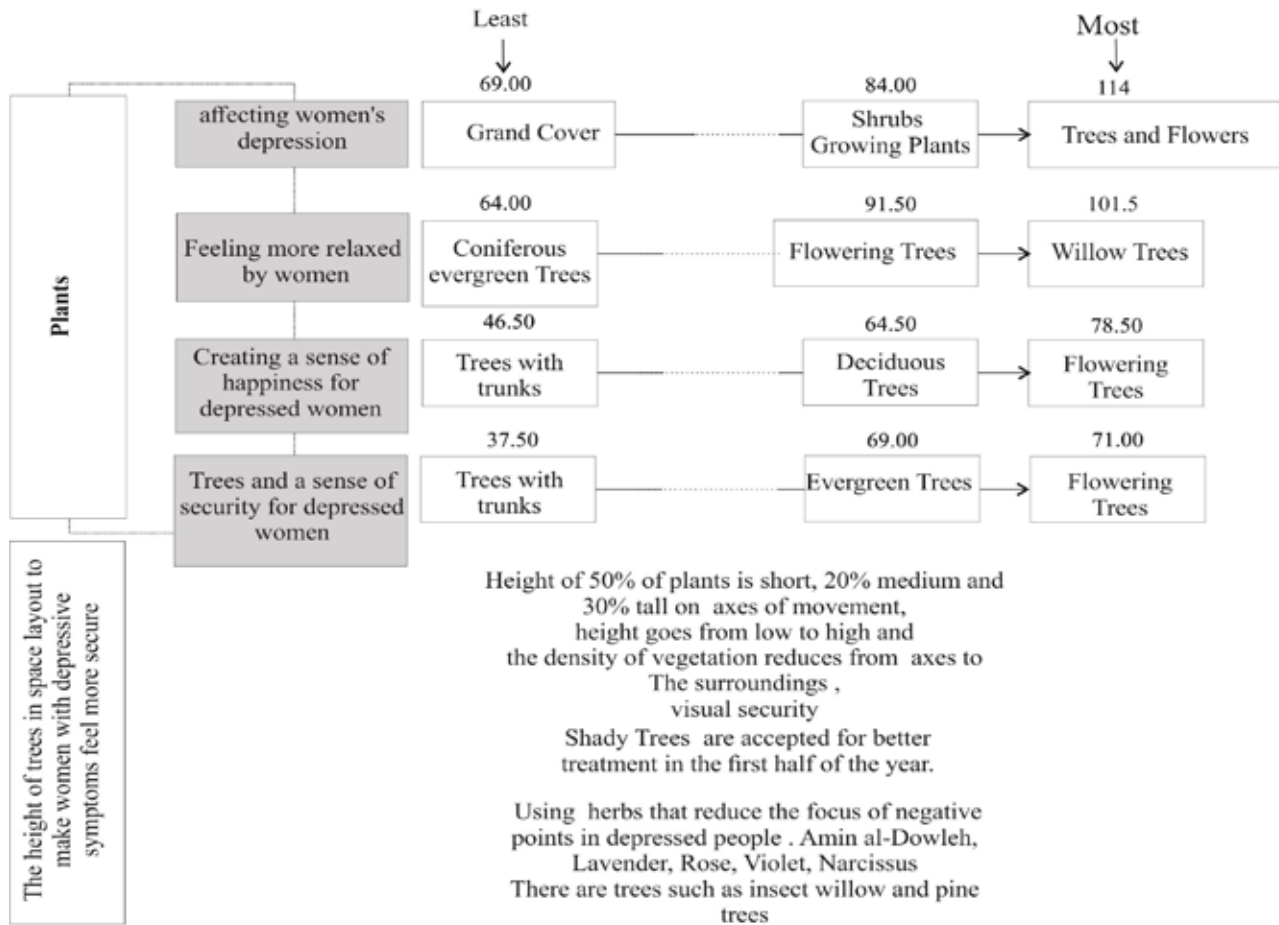 Least
Most
69.00
84.00
114
affecting women's
depression
Grand Cover
Shrubs
Growing Plants
Trees and Flowers
64.00
91.50
101.5
Feeling more relaxed
by women
Coniferous
evergreen Trees
Flowering Trees
Willow Trees
46.50
64.50
78.50
Creating a sense of
happiness for
depressed women
Trees with
trunks
Deciduous
Trees
Flowering
Trees
37.50
69.00
71.00
Trees and a sense of
security for depressed
women
Trees with
trunks
Evergreen Trees
Flowering
Trees
Plants
The height of trees in space layout to
make women with depressive
symptoms feel more secure
Height of 50% of plants is short, 20% medium and
30% tall on axes of movement,
height goes from low to high and
the density of vegetation reduces from axes to
The surroundings ,
visual security
Shady Trees are accepted for better
treatment in the first half of the year.
Using herbs that reduce the focus of negative
points in depressed people . Amin al-Dowleh,
Lavender, Rose, Violet, Narcissus
There are trees such as insect willow and pine
trees